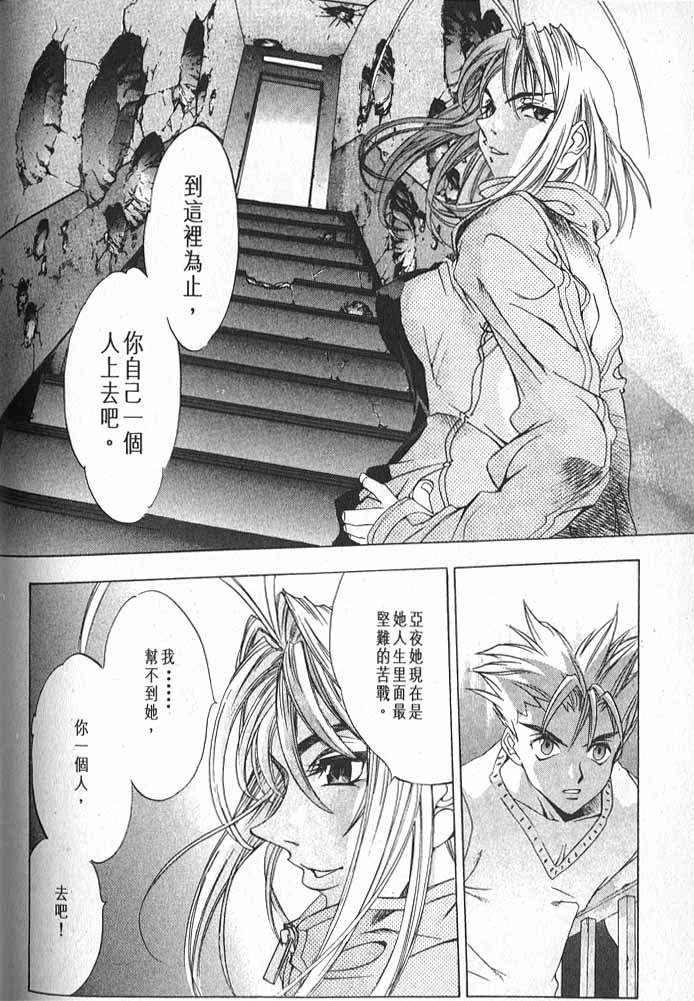 到這裡為止，
你自己一個
人上去吧。
亞夜她現在是
她人生里面最
堅難的苦戰。
我……
幫不到她，
你一個人，
去吧！